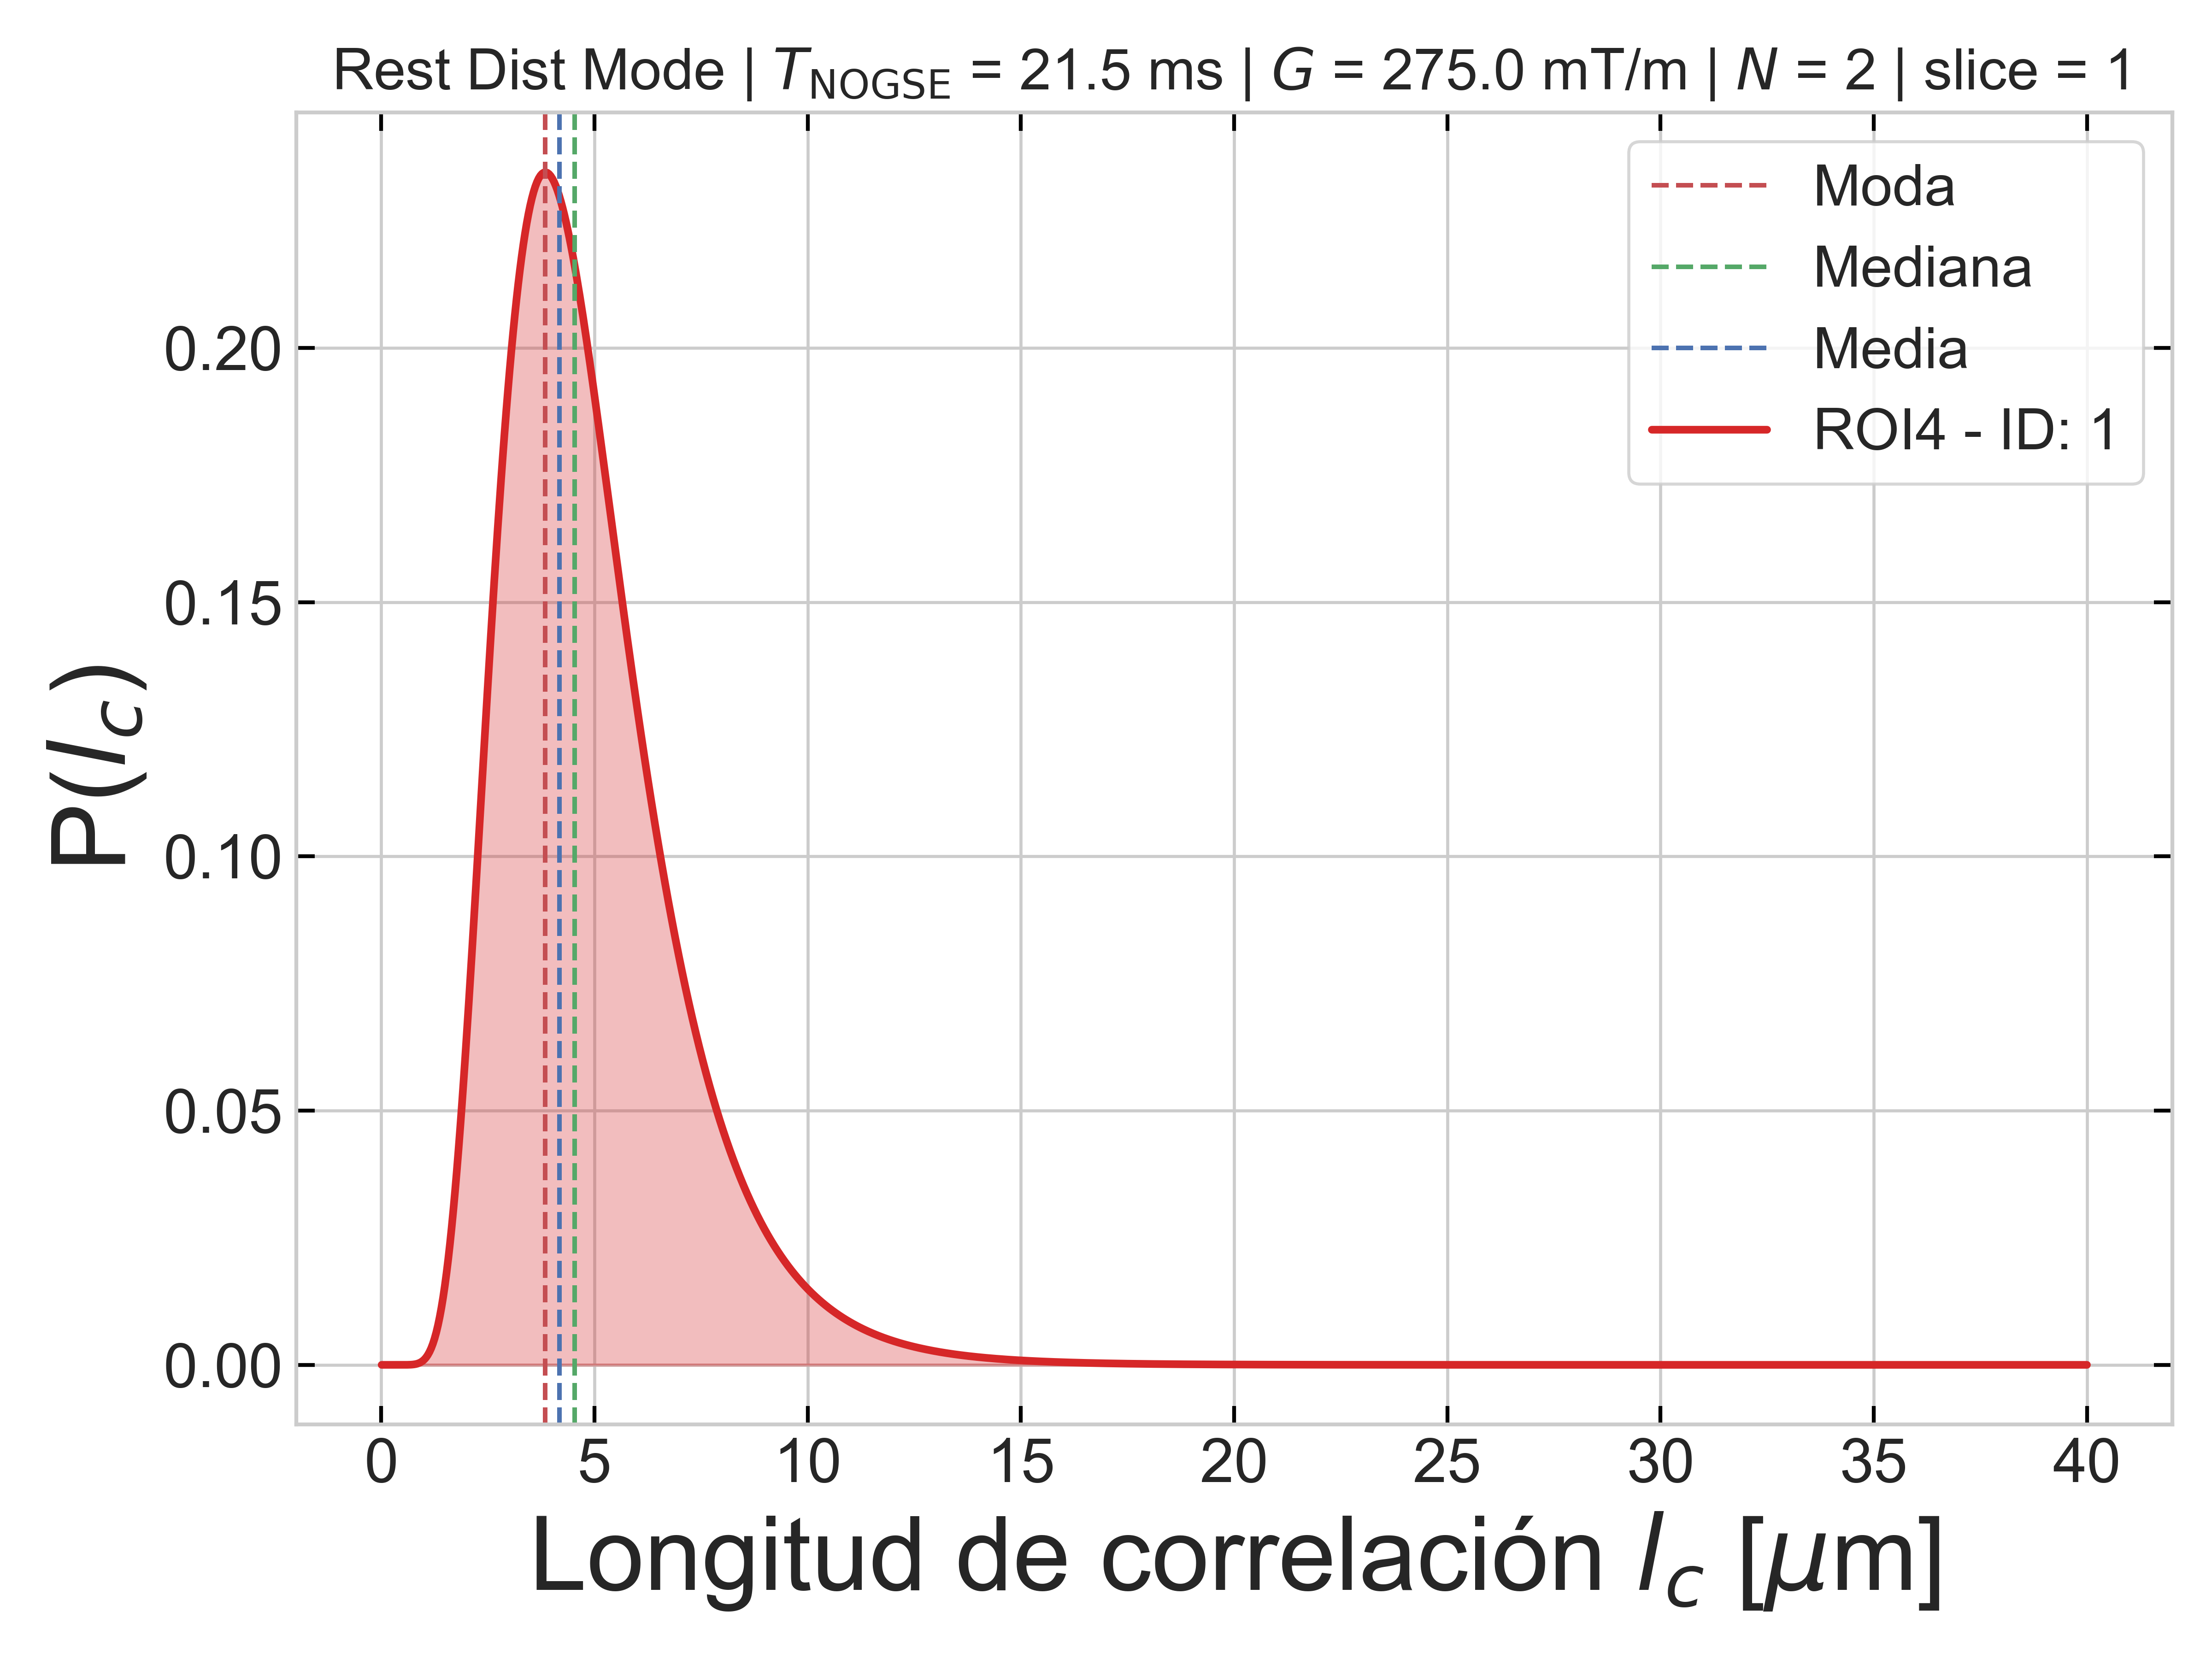 Rest Dist Mode | T_NOGSE = 21.5 ms | G = 275.0 mT/m | N = 2 | slice = 1
Moda
Mediana
Media
ROI4 - ID: 1
P(l_c)
0.20
0.15
0.10
0.05
0.00
0 5 10 15 20 25 30 35 40
Longitud de correlación l_c [μm]